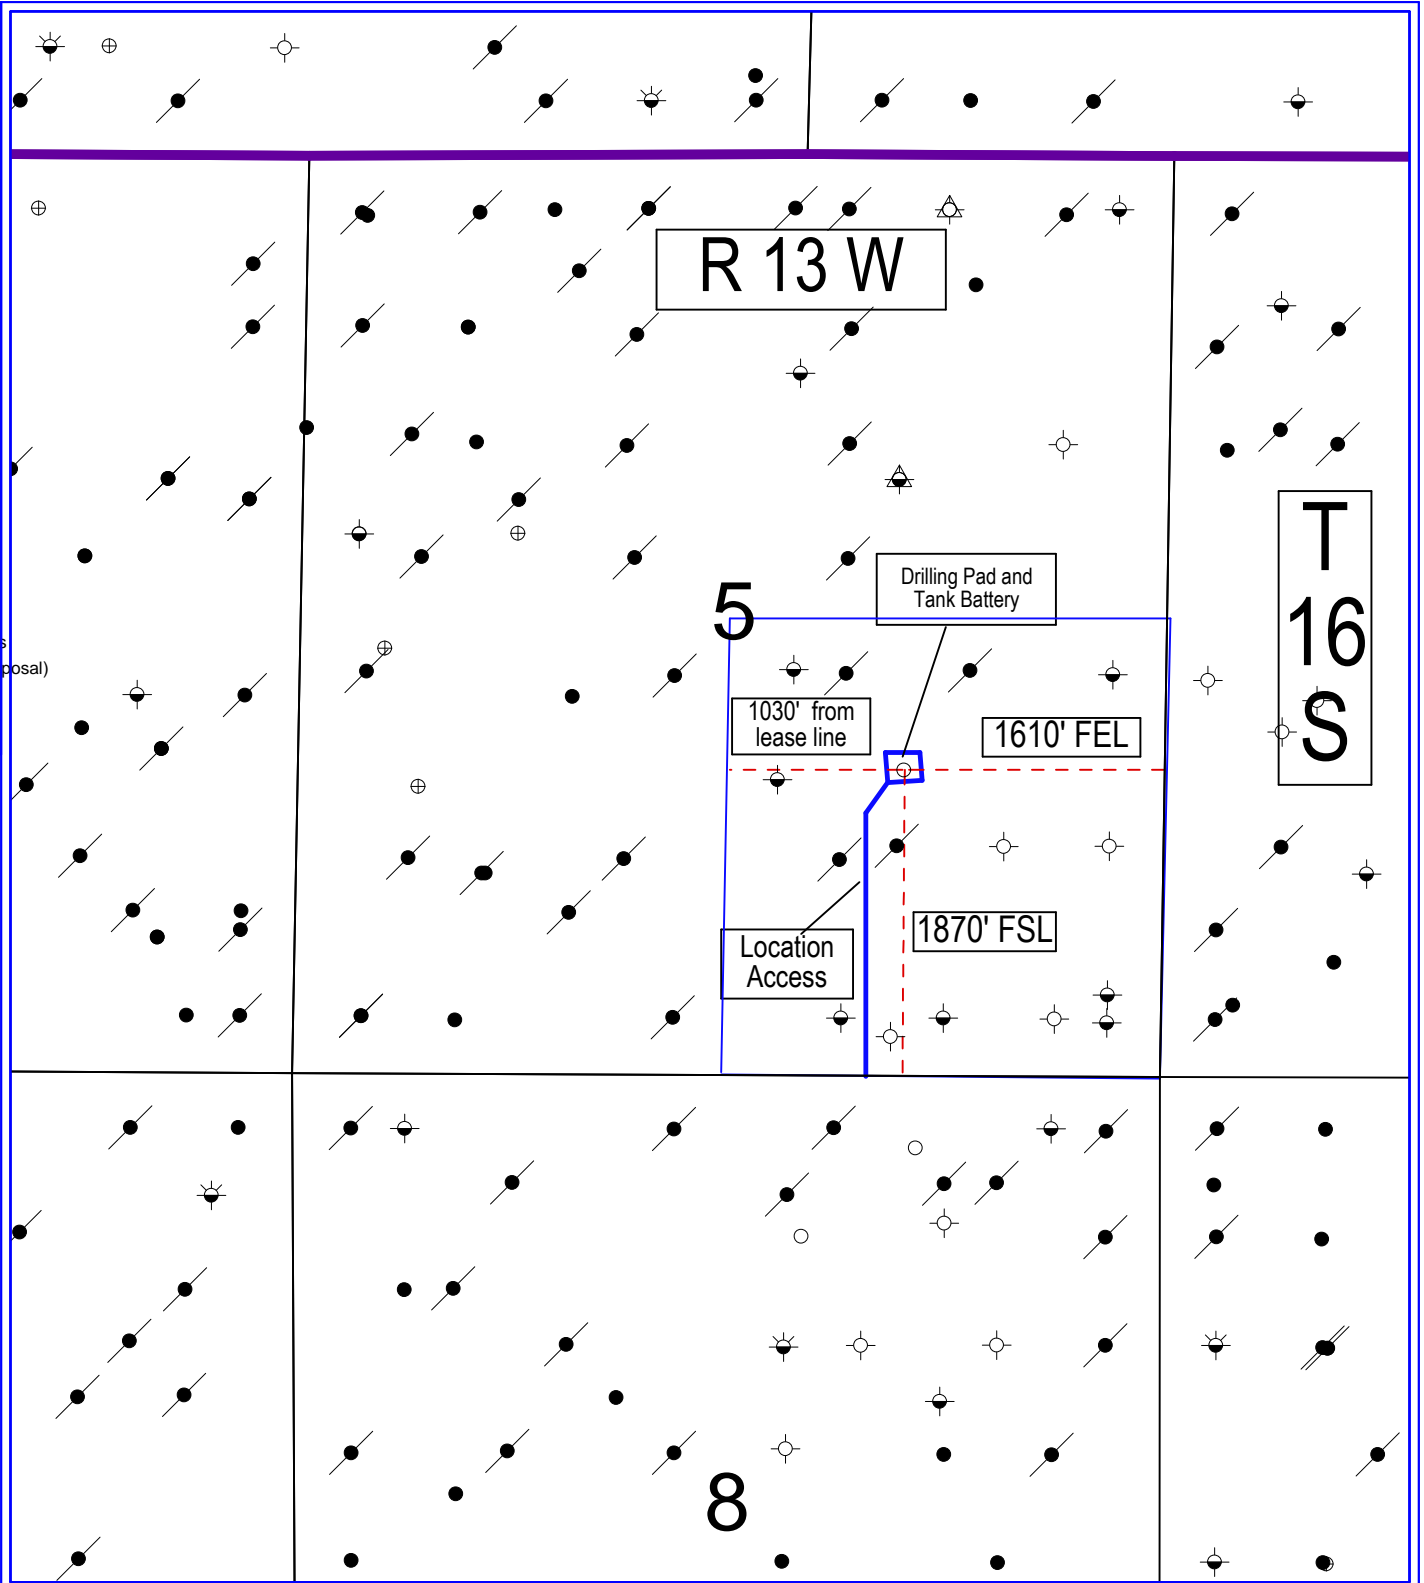 R 13 W
T
16
S
5
Drilling Pad and
Tank Battery
posal)
1030' from
lease line
1610' FEL
1870' FSL
Location
Access
8